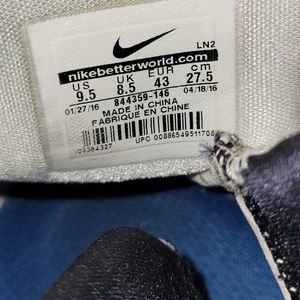 LN2
nikebetterworld.com
US UK EUR cm
9.5 8.5 43 27.5
01/27/16 844359-146 04/18/16
MADE IN CHINA
FABRIQUE EN CHINE
UPC 00886549511708